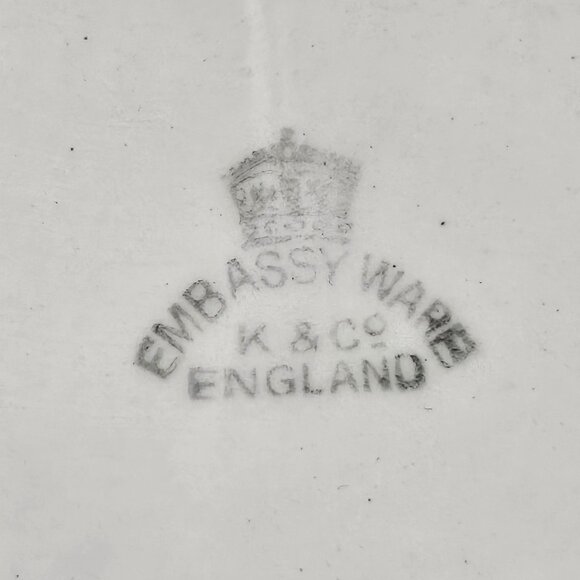 EMBASSY WARE
K & Co
ENGLAND